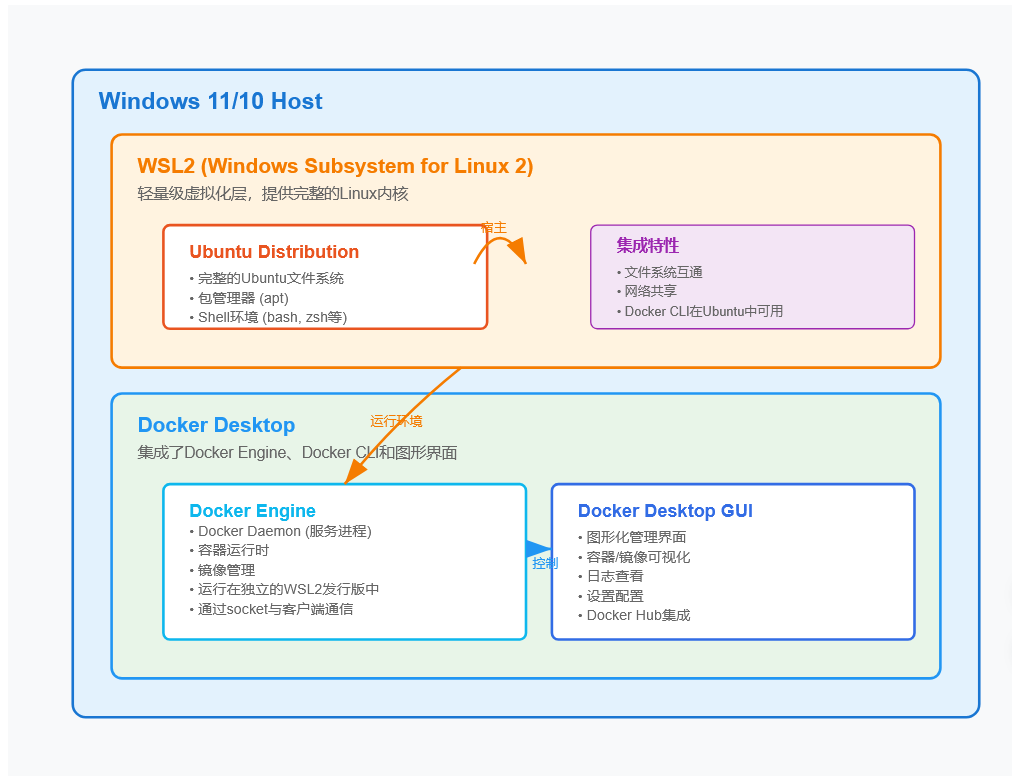 Windows 11/10 Host
WSL2 (Windows Subsystem for Linux 2)
轻量级虚拟化层，提供完整的Linux内核
宿主
Ubuntu Distribution
• 完整的Ubuntu文件系统
• 包管理器 (apt)
• Shell环境 (bash, zsh等)
集成特性
• 文件系统互通
• 网络共享
• Docker CLI在Ubuntu中可用
运行环境
Docker Desktop
集成了Docker Engine、Docker CLI和图形界面
Docker Engine
• Docker Daemon (服务进程)
• 容器运行时
• 镜像管理
• 运行在独立的WSL2发行版中
• 通过socket与客户端通信
控制
Docker Desktop GUI
• 图形化管理界面
• 容器/镜像可视化
• 日志查看
• 设置配置
• Docker Hub集成